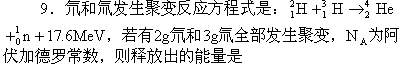 9．氘和氚发生聚变反应方程式是：²₁H+³₁H→⁴₂He
+¹₀n+17.6MeV，若有2g氘和3g氚全部发生聚变，N_A为阿
伏加德罗常数，则释放出的能量是